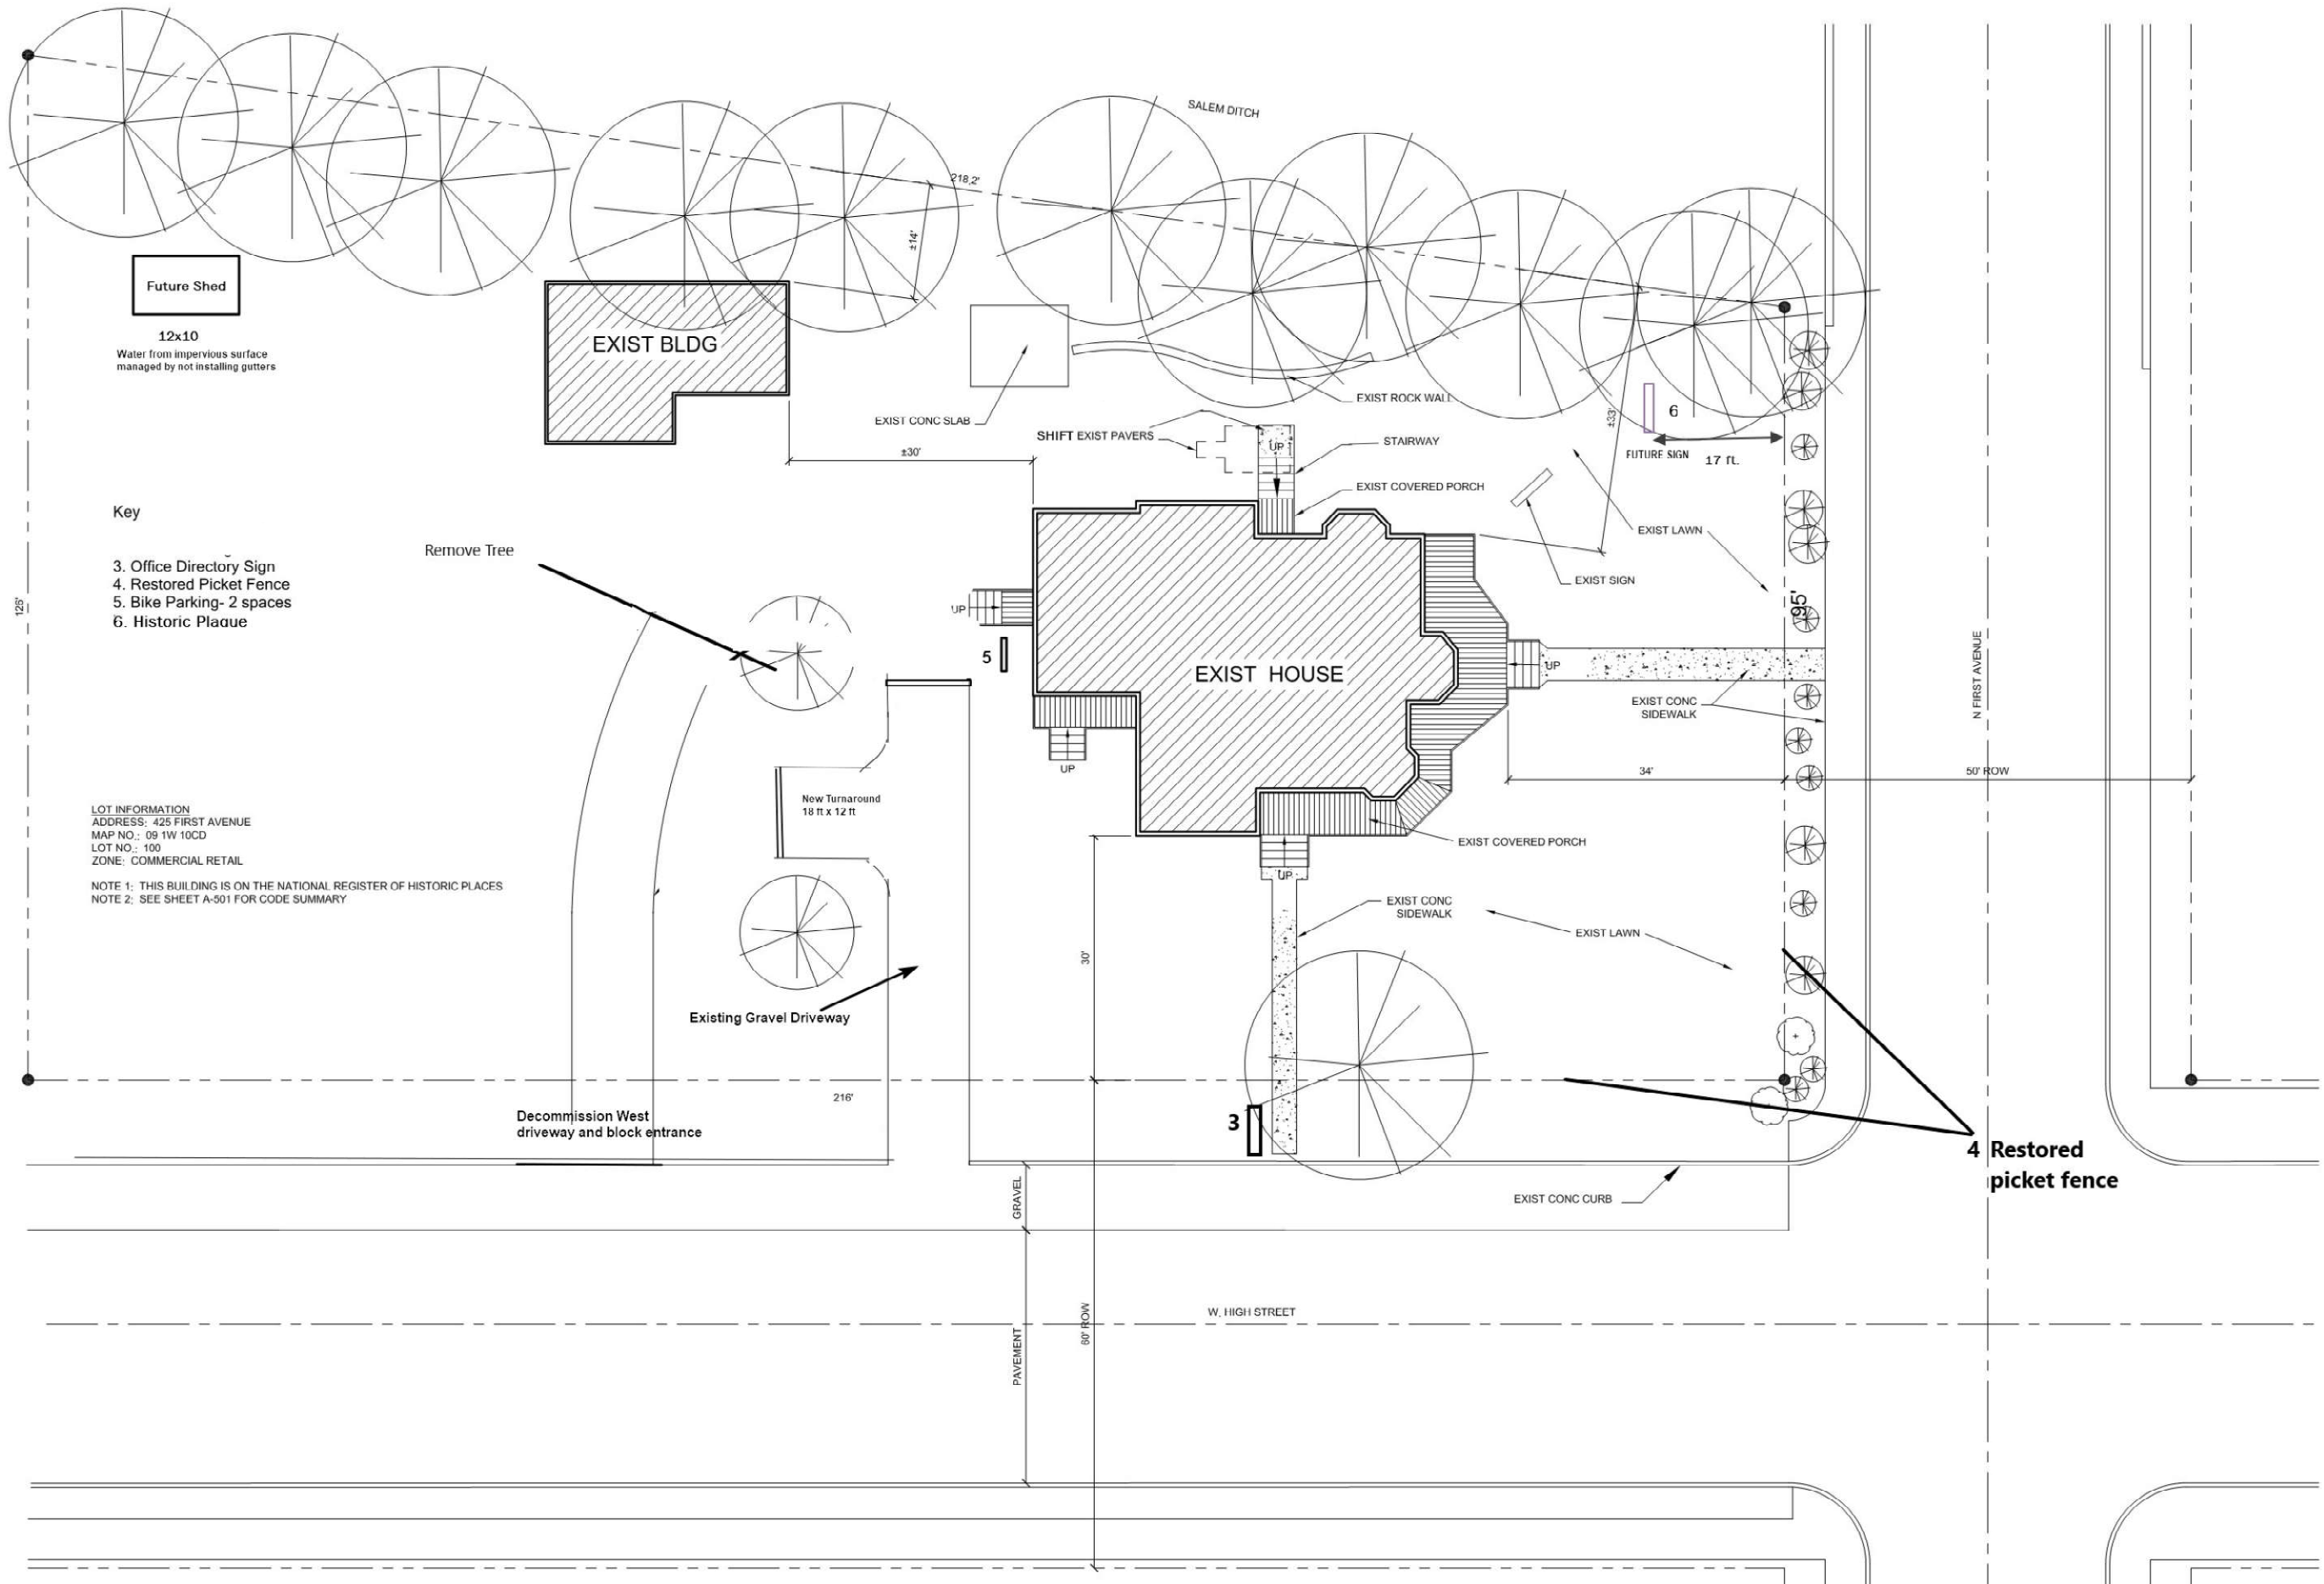 SALEM DITCH
218.2'
±14'
Future Shed
12x10
Water from impervious surface
managed by not installing gutters
EXIST BLDG
EXIST CONC SLAB
EXIST ROCK WALL
SHIFT EXIST PAVERS
UP
STAIRWAY
±33'
6
FUTURE SIGN
17 ft.
±30'
EXIST COVERED PORCH
EXIST LAWN
EXIST SIGN
Key
3. Office Directory Sign
4. Restored Picket Fence
5. Bike Parking- 2 spaces
6. Historic Plaque
Remove Tree
126'
95'
UP
5
EXIST HOUSE
UP
EXIST CONC
SIDEWALK
N FIRST AVENUE
UP
34'
50' ROW
New Turnaround
18 ft x 12 ft
LOT INFORMATION
ADDRESS: 425 FIRST AVENUE
MAP NO.: 09 1W 10CD
LOT NO.: 100
ZONE: COMMERCIAL RETAIL
NOTE 1: THIS BUILDING IS ON THE NATIONAL REGISTER OF HISTORIC PLACES
NOTE 2: SEE SHEET A-501 FOR CODE SUMMARY
EXIST COVERED PORCH
UP
EXIST CONC
SIDEWALK
EXIST LAWN
30'
Existing Gravel Driveway
216'
Decommission West
driveway and block entrance
3
4 Restored
picket fence
EXIST CONC CURB
GRAVEL
W. HIGH STREET
60' ROW
PAVEMENT